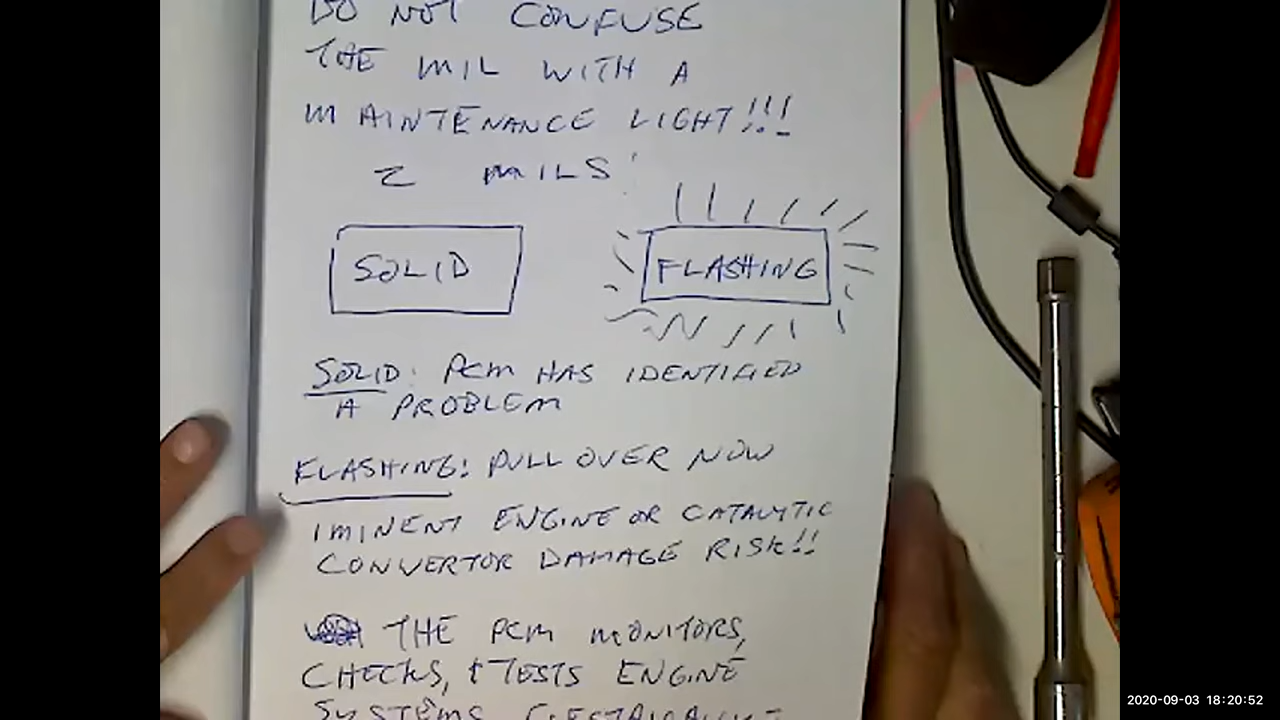 DO NOT CONFUSE
THE MIL WITH A
MAINTENANCE LIGHT!!!
2 MILS:
SOLID
FLASHING
SOLID: PCM HAS IDENTIFIED
A PROBLEM
FLASHING: PULL OVER NOW
IMINENT ENGINE OR CATALYTIC
CONVERTOR DAMAGE RISK!!
THE PCM MONITORS,
CHECKS, & TESTS ENGINE
SYSTEMS
2020-09-03 18:20:52